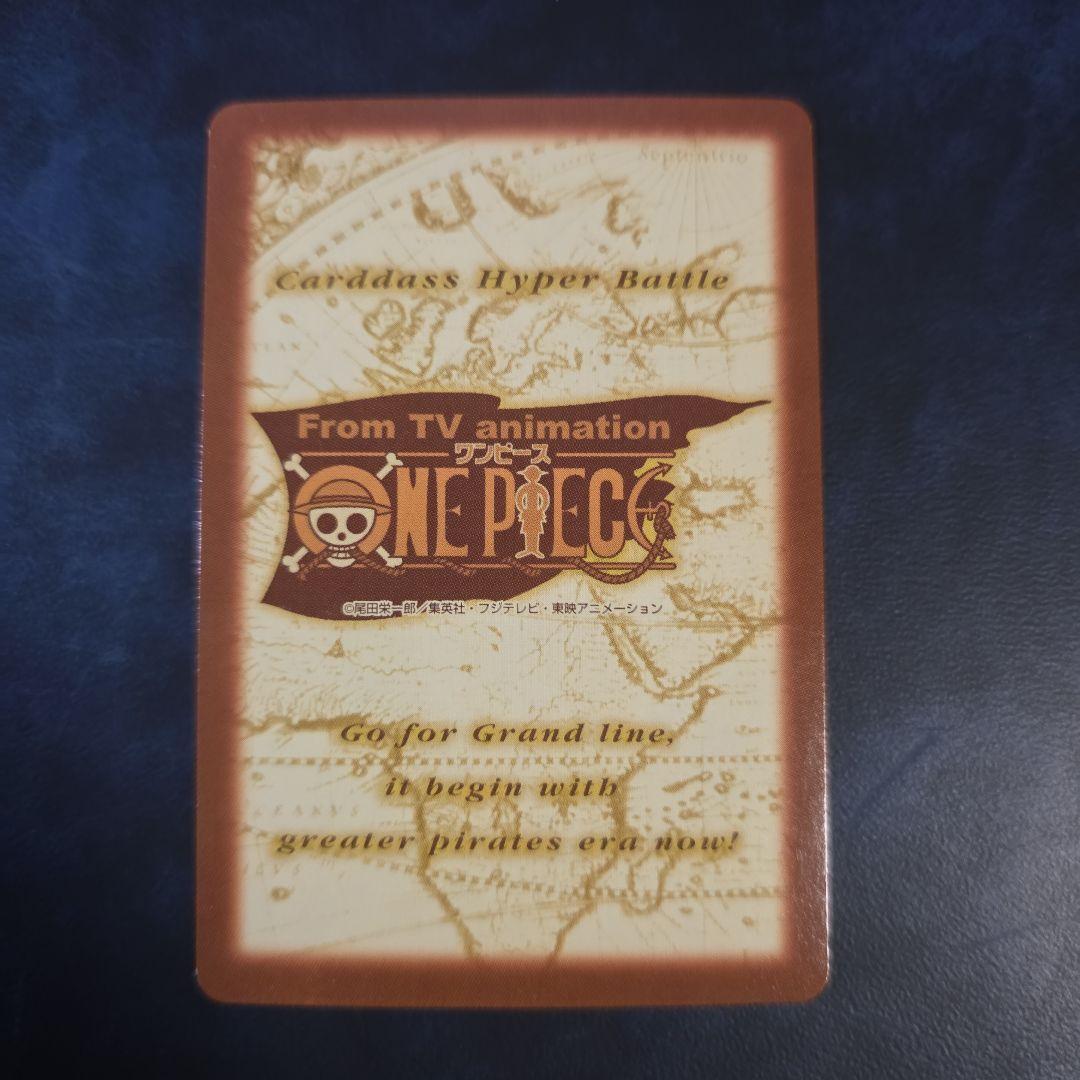 Septentrio
Carddass Hyper Battle
From TV animation
ワンピース
ONE PIECE
©尾田栄一郎／集英社・フジテレビ・東映アニメーション
Go for Grand line,
it begin with
greater pirates era now!